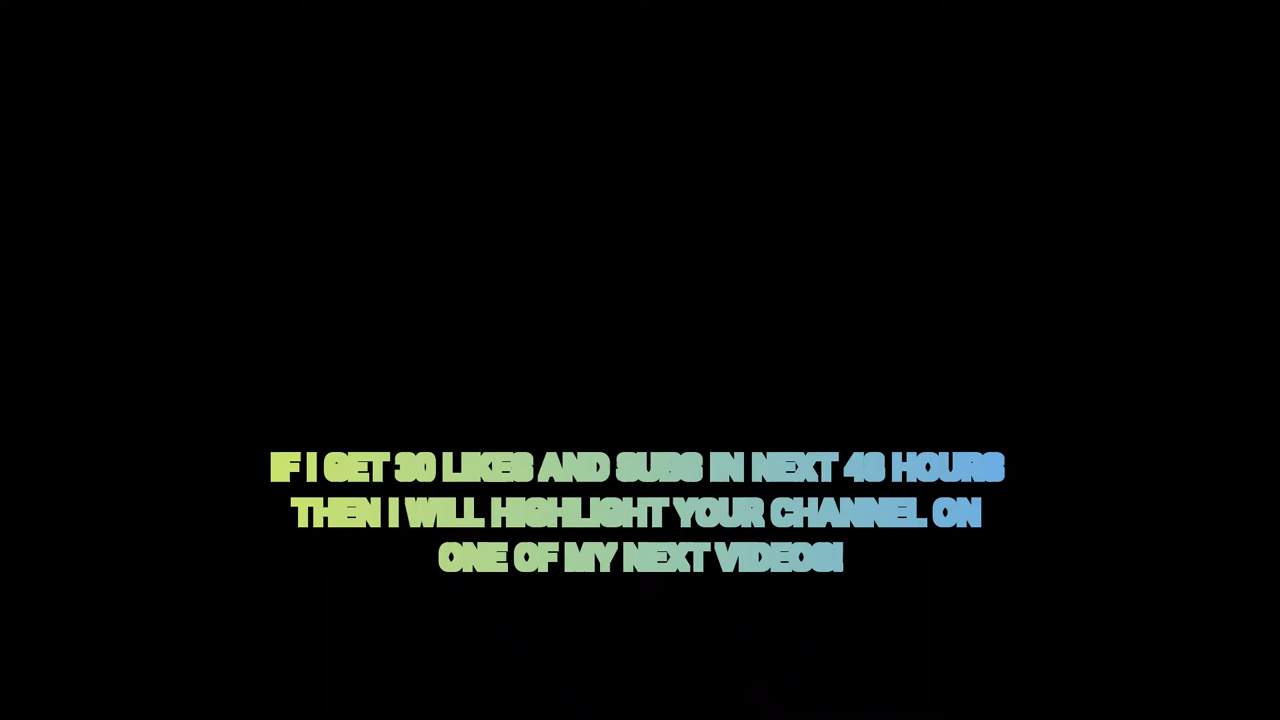 IF I GET 30 LIKES AND SUBS IN NEXT 48 HOURS
THEN I WILL HIGHLIGHT YOUR CHANNEL ON
ONE OF MY NEXT VIDEOS!